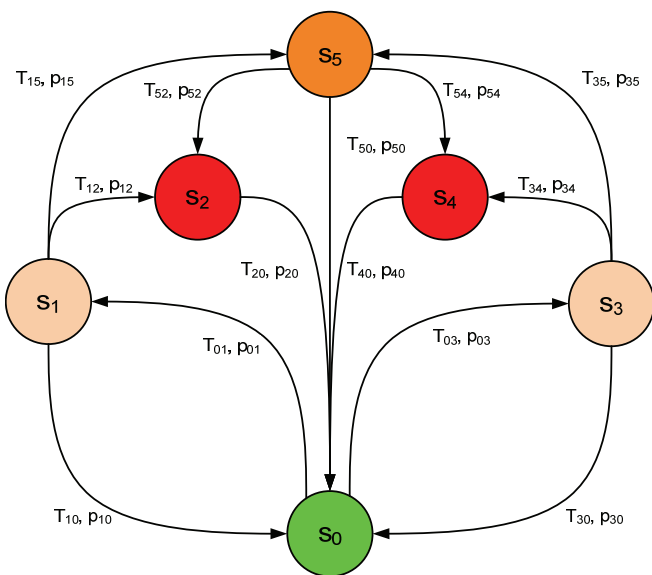 S5
T15, p15
T52, p52
T54, p54
T35, p35
T50, p50
T12, p12
T34, p34
S2
S4
T20, p20
T40, p40
S1
S3
T01, p01
T03, p03
T10, p10
T30, p30
S0